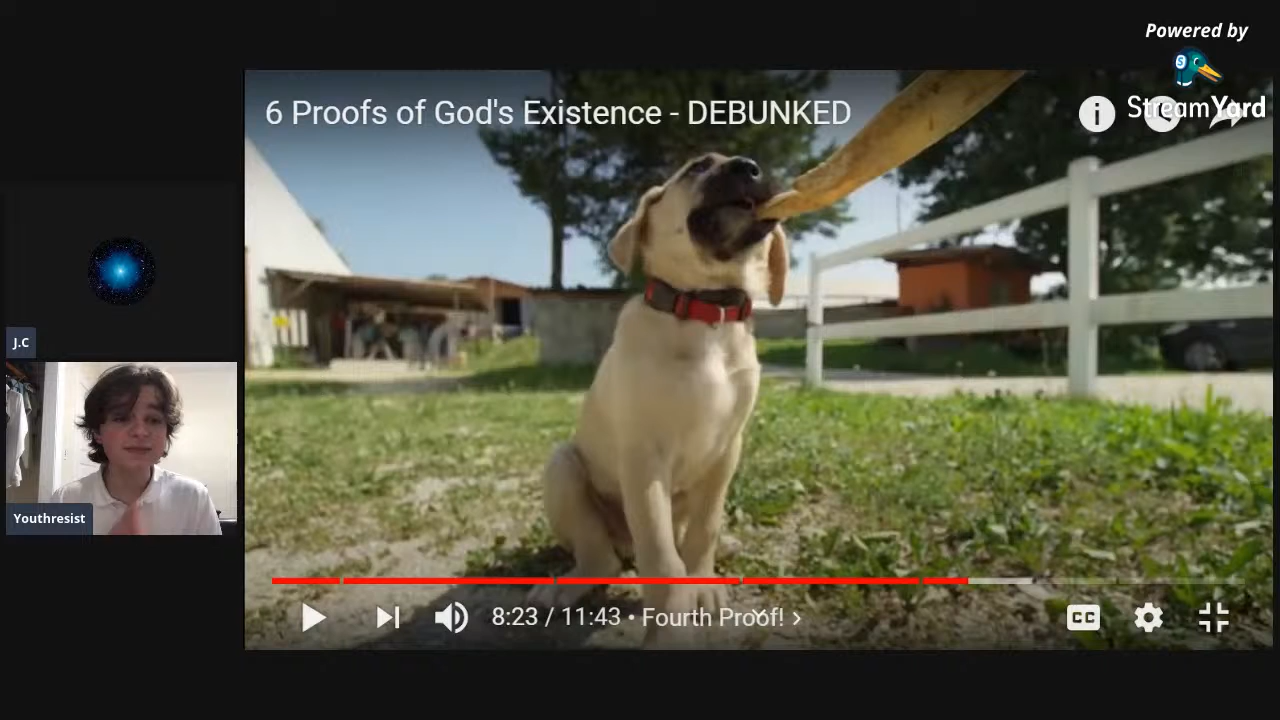 Powered by
StreamYard
6 Proofs of God's Existence - DEBUNKED
J.C
Youthresist
8:23 / 11:43 • Fourth Proof! ›
CC